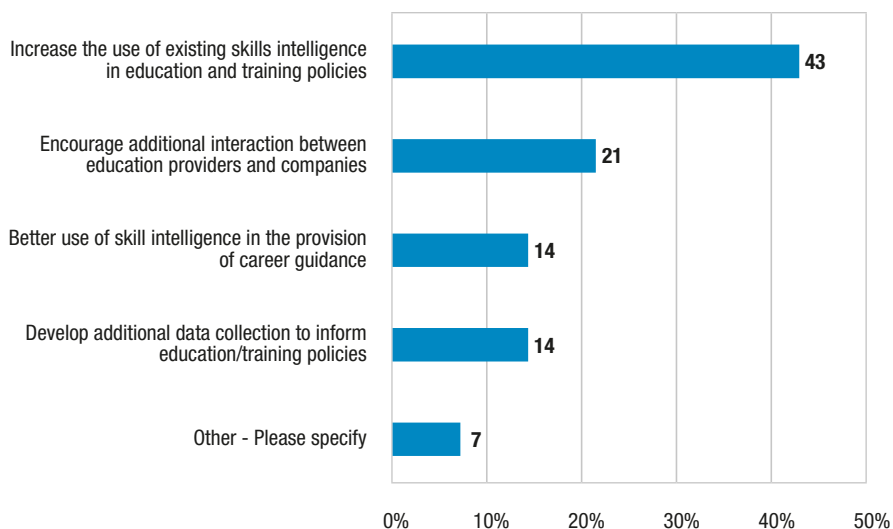 Increase the use of existing skills intelligence
in education and training policies
43
Encourage additional interaction between
education providers and companies
21
Better use of skill intelligence in the provision
of career guidance
14
Develop additional data collection to inform
education/training policies
14
Other - Please specify
7
0% 10% 20% 30% 40% 50%